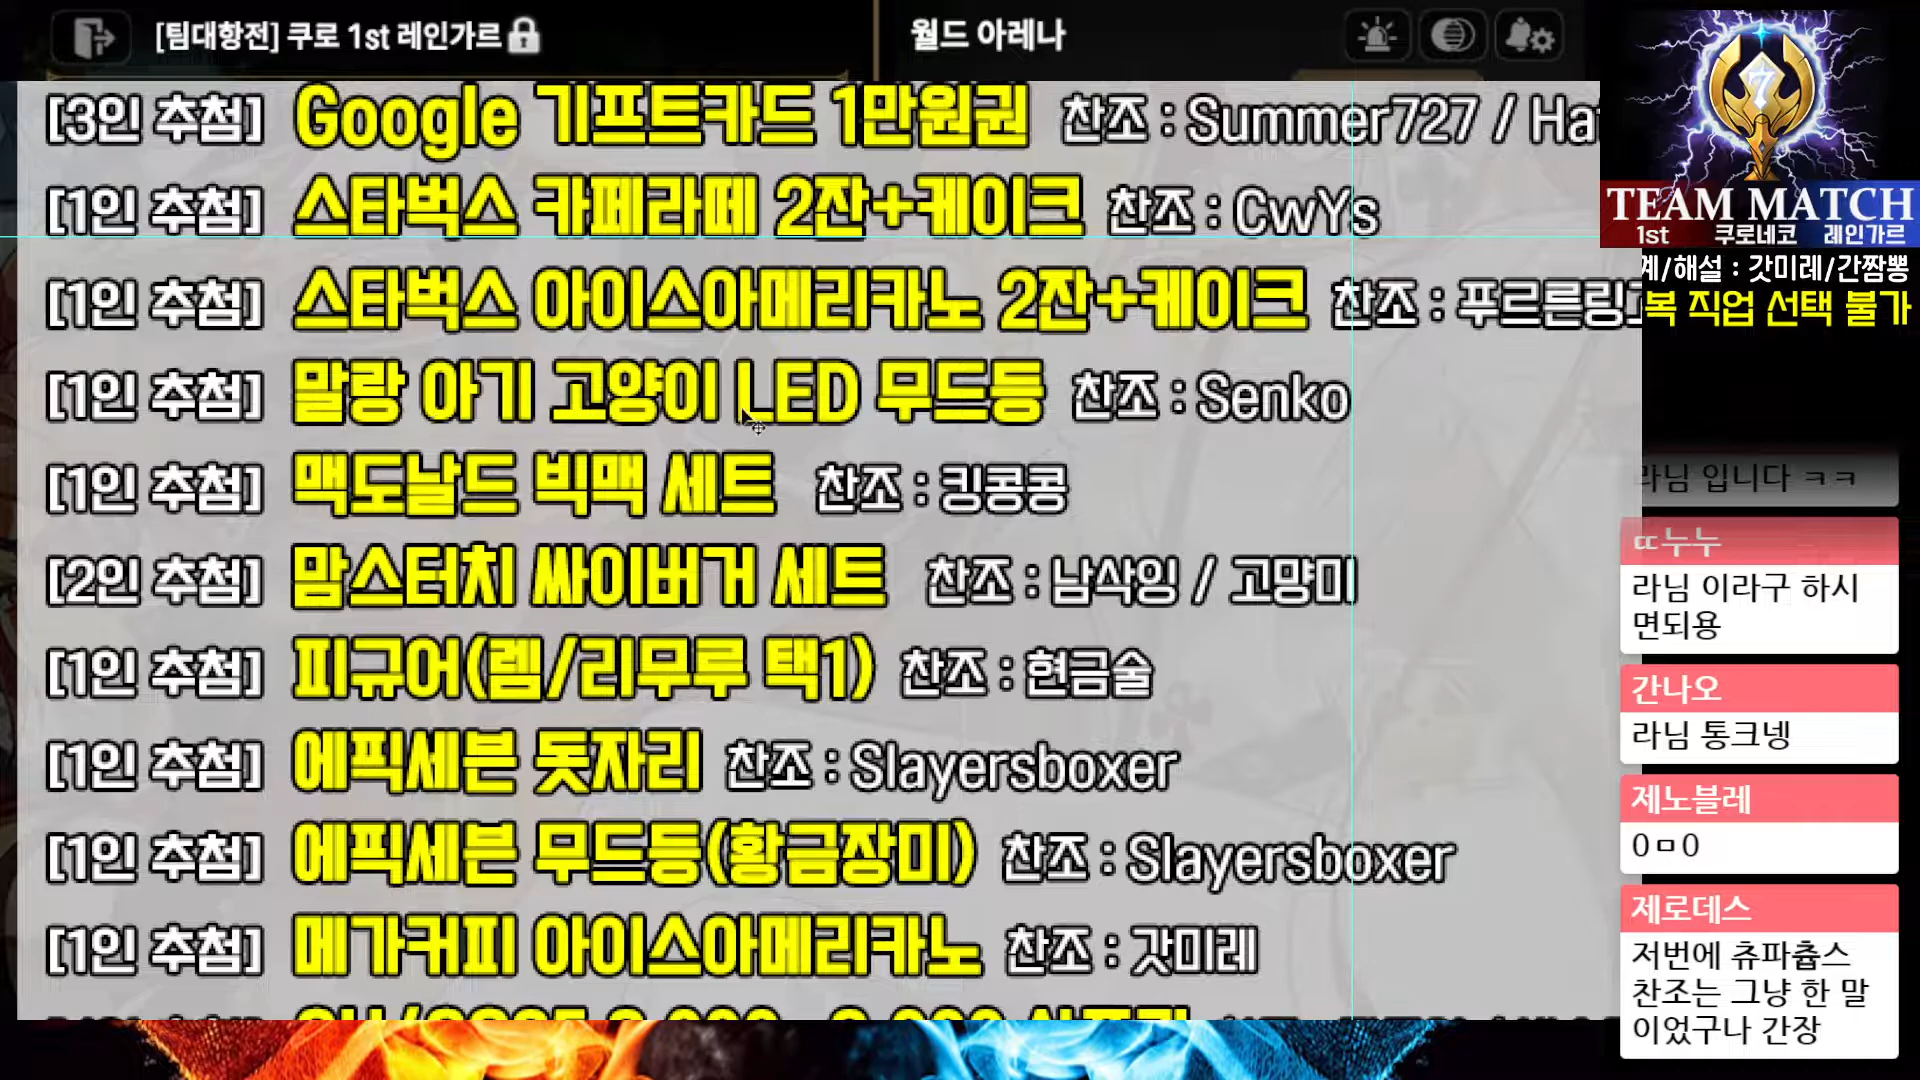 [팀대항전] 쿠로 1st 레인가르
월드 아레나
[3인 추첨] Google 기프트카드 1만원권 찬조 : Summer727 /
[1인 추첨] 스타벅스 카페라떼 2잔+케이크 찬조 : CwYs
[1인 추첨] 스타벅스 아이스아메리카노 2잔+케이크 찬조 :
[1인 추첨] 말랑 아기 고양이 LED 무드등 찬조 : Senko
[1인 추첨] 맥도날드 빅맥 세트 찬조 : 킹콩콩
[2인 추첨] 맘스터치 싸이버거 세트 찬조 : 남삭잉 / 고먕미
[1인 추첨] 피규어(렘/리무루 택1) 찬조 : 현금술
[1인 추첨] 에픽세븐 돗자리 찬조 : Slayersboxer
[1인 추첨] 에픽세븐 무드등(황금장미) 찬조 : Slayersboxer
[1인 추첨] 메가커피 아이스아메리카노 찬조 : 갓미레
7
TEAM MATCH
1st 쿠로네코 레인가르
계/해설 : 갓미레/간짬뽕
복 직업 선택 불가
라님 입니다 ㅋㅋ
ㄸ누누
라님 이라구 하시
면되용
간나오
라님 통크넹
제노블레
0ㅁ0
제로데스
저번에 츄파츕스
찬조는 그냥 한 말
이었구나 간장